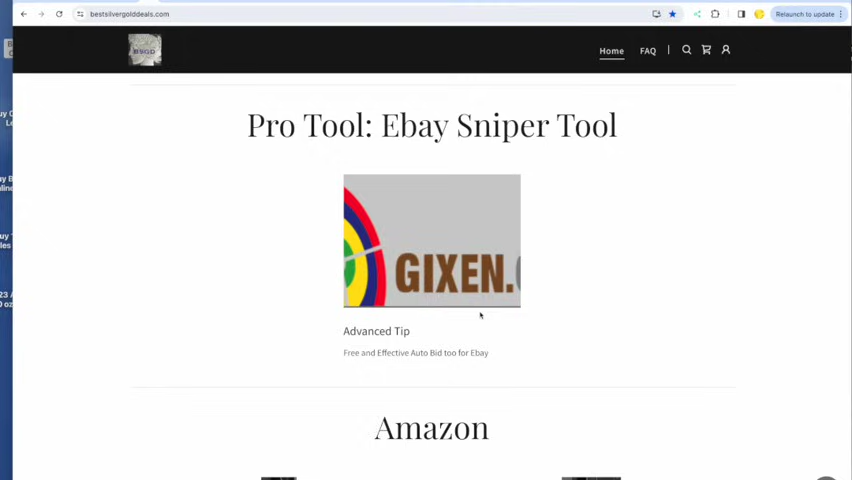 bestsilvergolddeals.com
Relaunch to update
BSGD
Home
FAQ
Pro Tool: Ebay Sniper Tool
GIXEN.
Advanced Tip
Free and Effective Auto Bid too for Ebay
Amazon